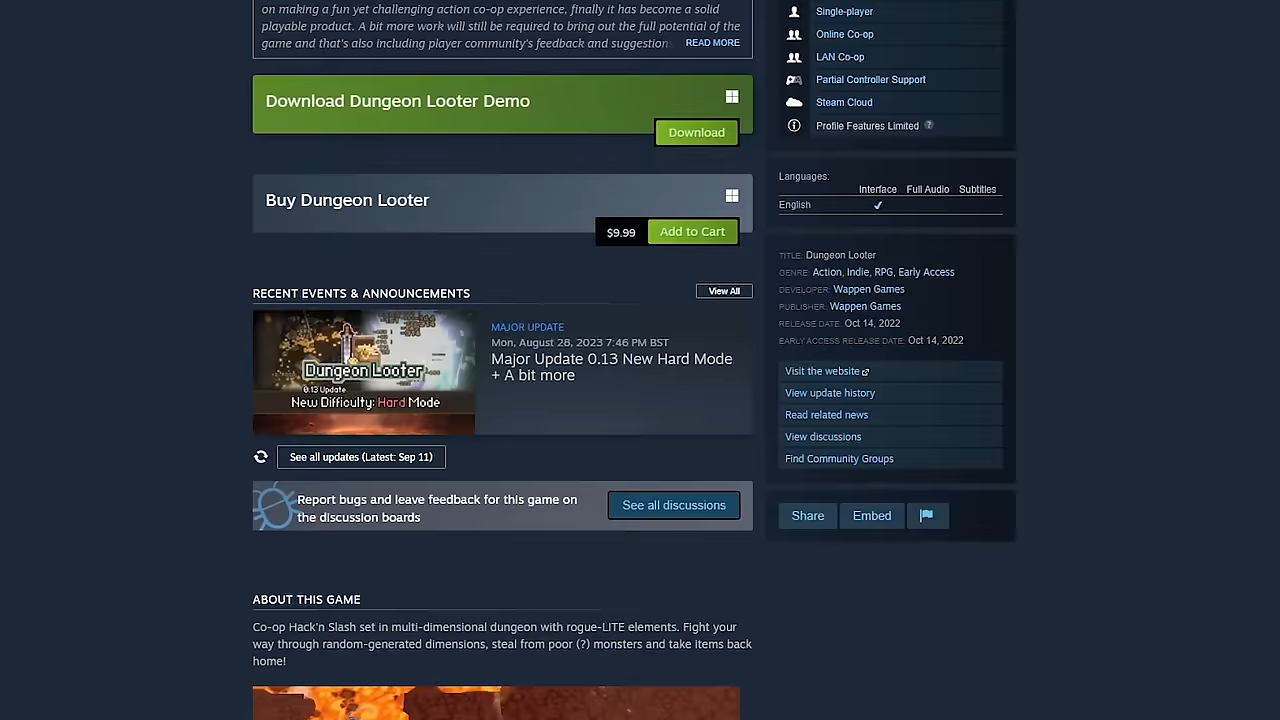 on making a fun yet challenging action co-op experience, finally it has become a solid
playable product. A bit more work will still be required to bring out the full potential of the
game and that's also including player community's feedback and suggestion
READ MORE
Download Dungeon Looter Demo
Download
Buy Dungeon Looter
$9.99
Add to Cart
RECENT EVENTS & ANNOUNCEMENTS
View All
Dungeon Looter
0.13 Update
New Difficulty: Hard Mode
MAJOR UPDATE
Mon, August 28, 2023 7:46 PM BST
Major Update 0.13 New Hard Mode
+ A bit more
See all updates (Latest: Sep 11)
Report bugs and leave feedback for this game on
the discussion boards
See all discussions
ABOUT THIS GAME
Co-op Hack'n Slash set in multi-dimensional dungeon with rogue-LITE elements. Fight your
way through random-generated dimensions, steal from poor (?) monsters and take items back
home!
Single-player
Online Co-op
LAN Co-op
Partial Controller Support
Steam Cloud
Profile Features Limited ?
Languages:
Interface Full Audio Subtitles
English ✔
TITLE: Dungeon Looter
GENRE: Action, Indie, RPG, Early Access
DEVELOPER: Wappen Games
PUBLISHER: Wappen Games
RELEASE DATE: Oct 14, 2022
EARLY ACCESS RELEASE DATE: Oct 14, 2022
Visit the website
View update history
Read related news
View discussions
Find Community Groups
Share
Embed